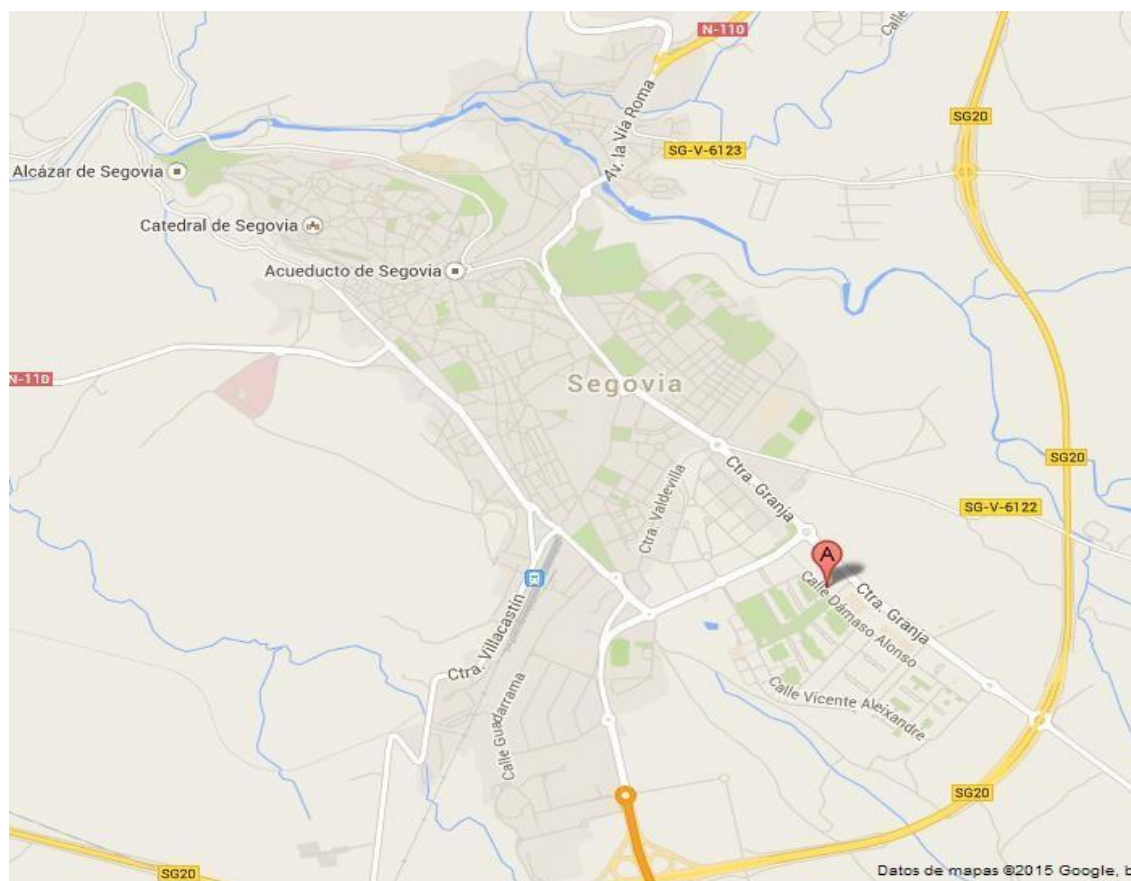 N-110
Calle
SG20
Av. la Vía Roma
SG-V-6123
Alcázar de Segovia
Catedral de Segovia
Acueducto de Segovia
N-110
Segovia
SG20
Ctra. Granja
Ctra. Valdevilla
SG-V-6122
A
Calle Dámaso Alonso
Ctra. Granja
Ctra. Villacastín
Calle Vicente Aleixandre
Calle Guadarrama
SG20
SG20
Datos de mapas ©2015 Google, b